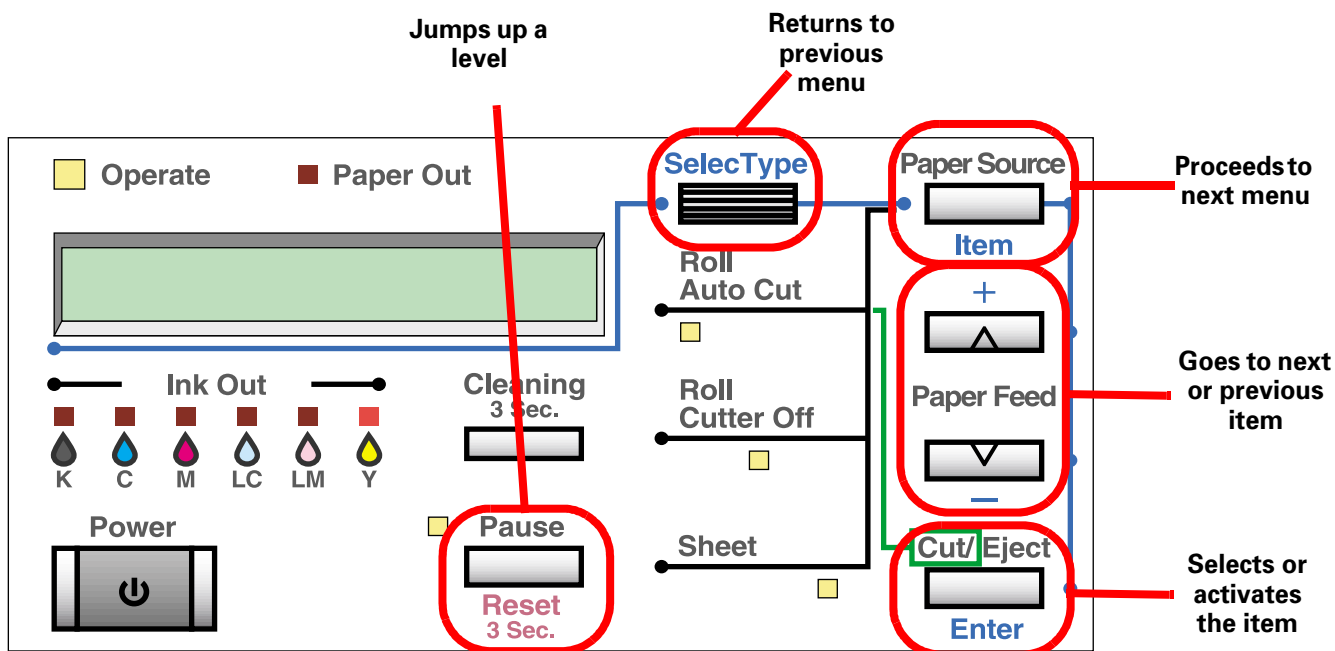 Jumps up a
level
Returns to
previous
menu
Operate
Paper Out
SelecType
Paper Source
Item
Proceeds to
next menu
Roll
Auto Cut
+
Paper Feed
−
Goes to next
or previous
item
Ink Out
K C M LC LM Y
Cleaning
3 Sec.
Roll
Cutter Off
Power
Pause
Reset
3 Sec.
Sheet
Cut/ Eject
Enter
Selects or
activates
the item